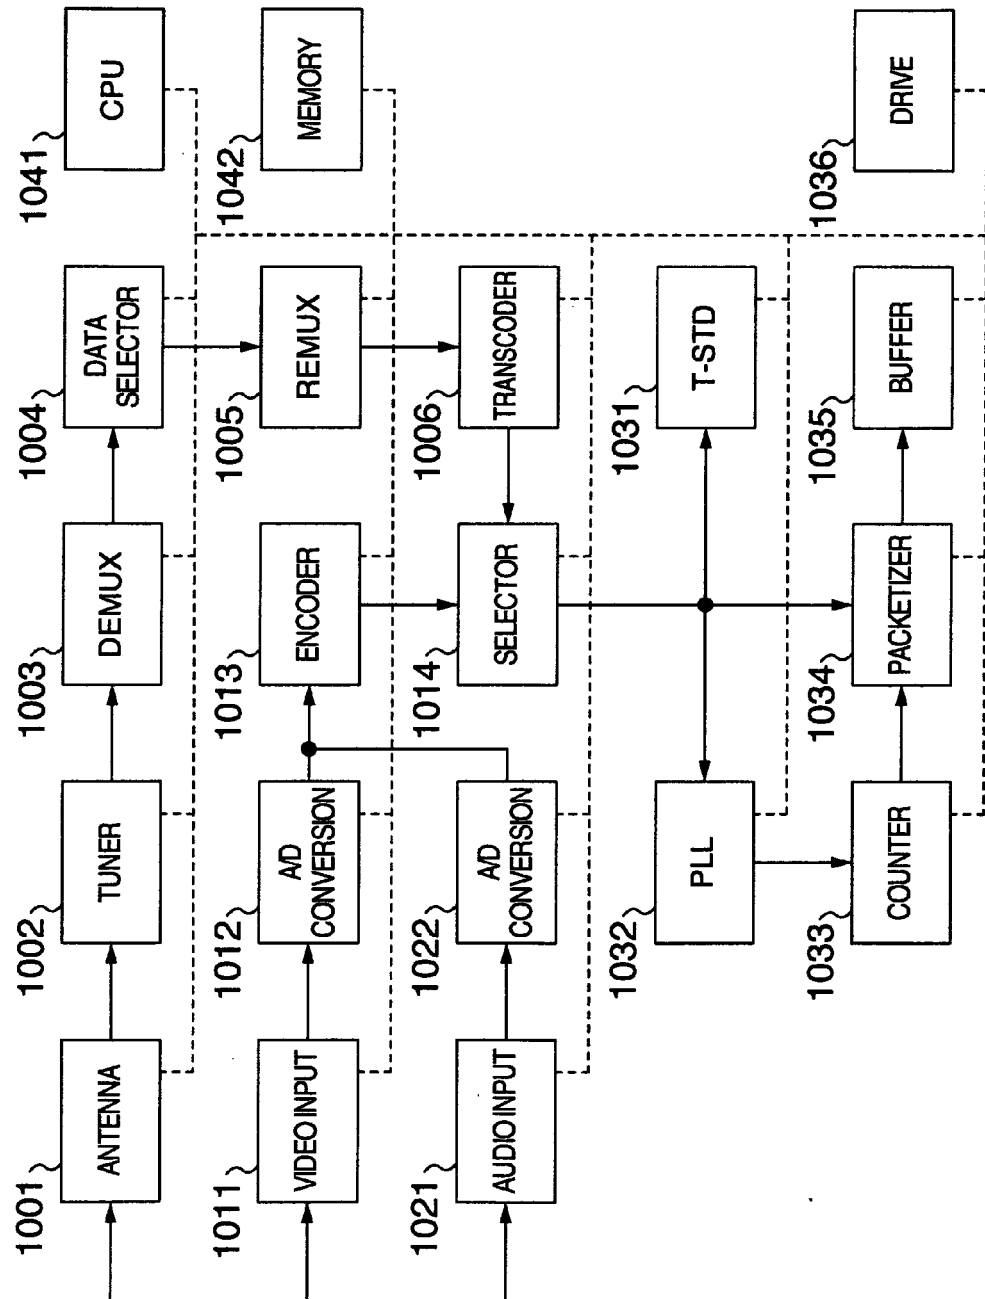 1001
ANTENNA
1002
TUNER
1003
DEMUX
1004
DATA
SELECTOR
1041
CPU
1011
VIDEO INPUT
1012
A/D
CONVERSION
1013
ENCODER
1005
REMUX
1042
MEMORY
1021
AUDIO INPUT
1022
A/D
CONVERSION
1014
SELECTOR
1006
TRANSCODER
1032
PLL
1031
T-STD
1033
COUNTER
1034
PACKETIZER
1035
BUFFER
1036
DRIVE